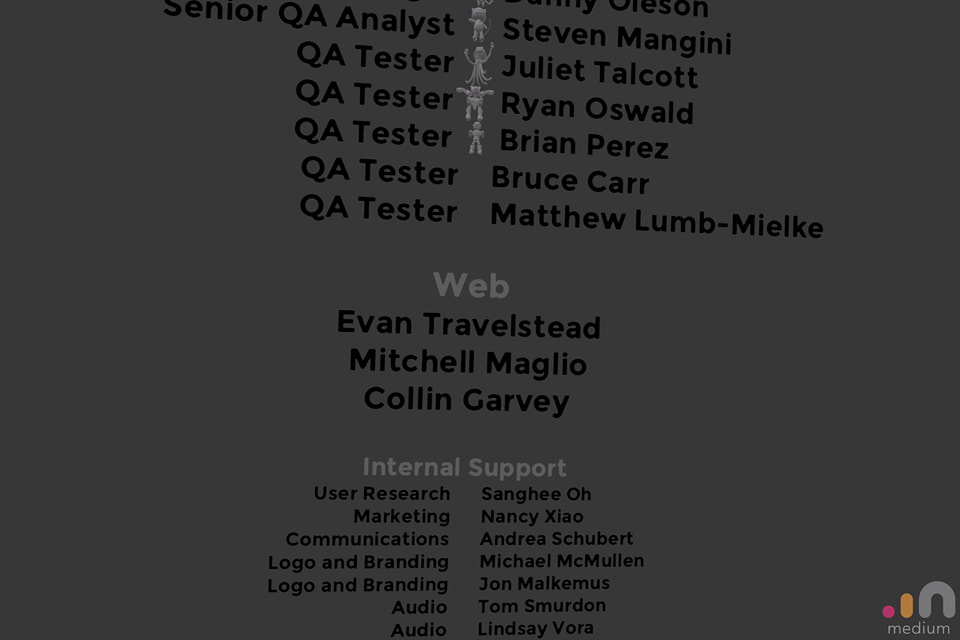 Danny Oleson
Senior QA Analyst Steven Mangini
QA Tester Juliet Talcott
QA Tester Ryan Oswald
QA Tester Brian Perez
QA Tester Bruce Carr
QA Tester Matthew Lumb-Mielke
Web
Evan Travelstead
Mitchell Maglio
Collin Garvey
Internal Support
User Research Sanghee Oh
Marketing Nancy Xiao
Communications Andrea Schubert
Logo and Branding Michael McMullen
Logo and Branding Jon Malkemus
Audio Tom Smurdon
Audio Lindsay Vora
medium